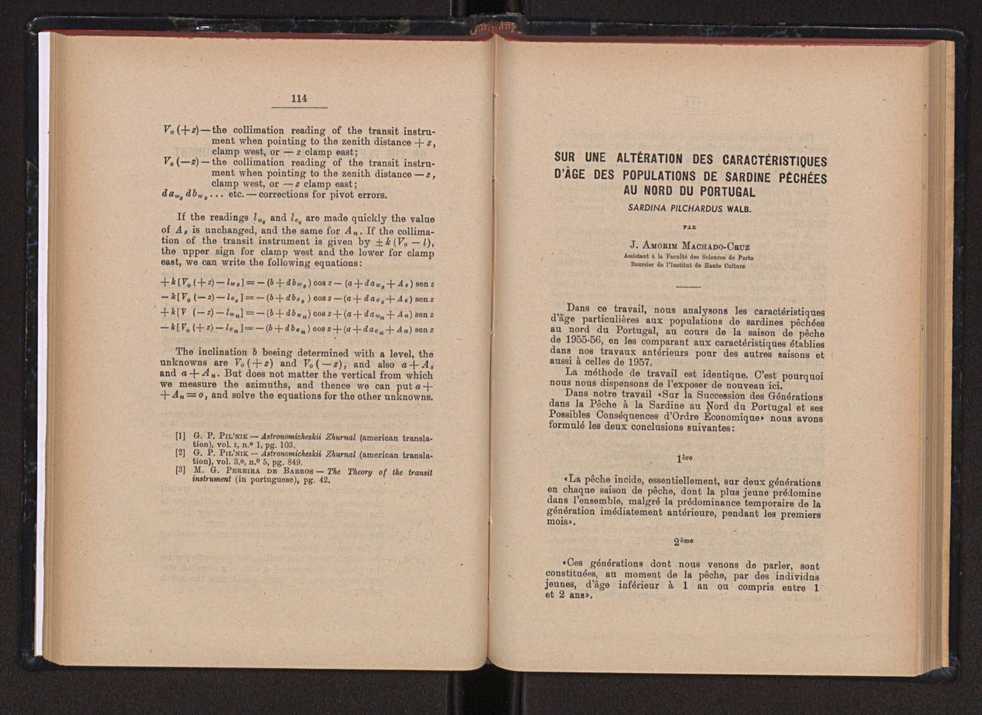 114
V₀ (+z) — the collimation reading of the transit instru-
ment when pointing to the zenith distance + z,
clamp west, or — z clamp east;
V₀ (—z) — the collimation reading of the transit instru-
ment when pointing to the zenith distance — z,
clamp west, or — z clamp east;
etc. — corrections for pivot errors.
If the readings and are made quickly the value
of Aₛ is unchanged, and the same for Aₙ. If the collima-
tion of the transit instrument is given by ± k (V₀ — l),
the upper sign for clamp west and the lower for clamp
east, we can write the following equations:
The inclination b beeing determined with a level, the
unknowns are V₀ (+ z) and V₀ (— z), and also a + Aₛ
and a + Aₙ. But does not matter the vertical from which
we measure the azimuths, and thence we can put a +
+ Aₙ = o, and solve the equations for the other unknowns.
[1] G. P. Pil'nik — Astronomicheskii Zhurnal (american transla-
tion), vol. 1, n.º 1, pg. 103.
[2] G. P. Pil'nik — Astronomicheskii Zhurnal (american transla-
tion), vol. 3,º, n.º 5, pg. 849.
[3] M. G. Pereira de Barros — The Theory of the transit
instrument (in portuguese), pg. 42.
SUR UNE ALTÉRATION DES CARACTÉRISTIQUES
D'ÂGE DES POPULATIONS DE SARDINE PÊCHÉES
AU NORD DU PORTUGAL
SARDINA PILCHARDUS WALB.
PAR
J. Amorim Machado-Cruz
Assistant à la Faculté des Sciences de Porto
Boursier de l'Institut de Haute Culture
Dans ce travail, nous analysons les caractéristiques
d'âge particulières aux populations de sardines pêchées
au nord du Portugal, au cours de la saison de pêche
de 1955-56, en les comparant aux caractéristiques établies
dans nos travaux antérieurs pour des autres saisons et
aussi à celles de 1957.
La méthode de travail est identique. C'est pourquoi
nous nous dispensons de l'exposer de nouveau ici.
Dans notre travail «Sur la Succession des Générations
dans la Pêche à la Sardine au Nord du Portugal et ses
Possibles Conséquences d'Ordre Économique» nous avons
formulé les deux conclusions suivantes:
1ère
«La pêche incide, essentiellement, sur deux générations
en chaque saison de pêche, dont la plus jeune prédomine
dans l'ensemble, malgré la prédominance temporaire de la
génération imédiatement antérieure, pendant les premiers
mois».
2ème
«Ces générations dont nous venons de parler, sont
constituées, au moment de la pêche, par des individus
jeunes, d'âge inférieur à 1 an ou compris entre 1
et 2 ans».